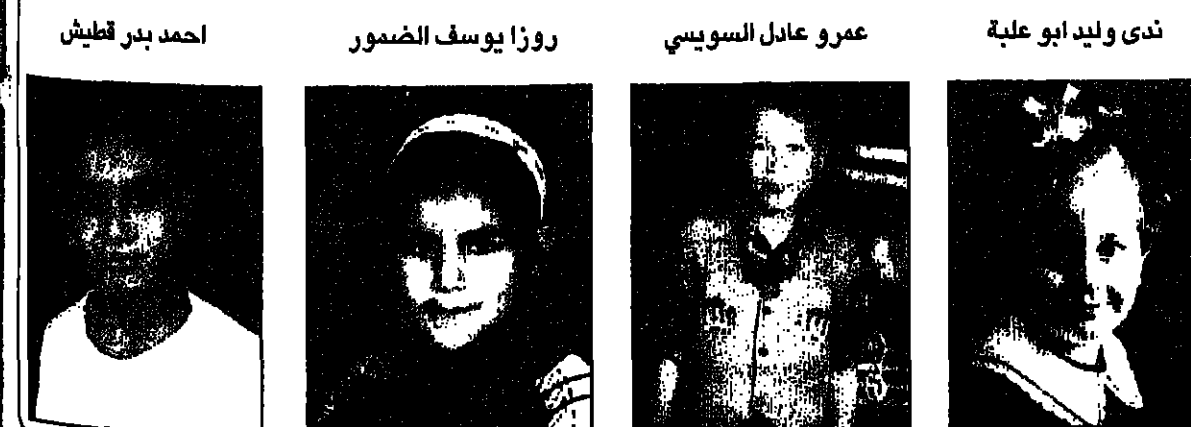 ندى وليد ابو علبة
عمرو عادل السويسي
روزا يوسف الضمور
احمد بدر قطيش